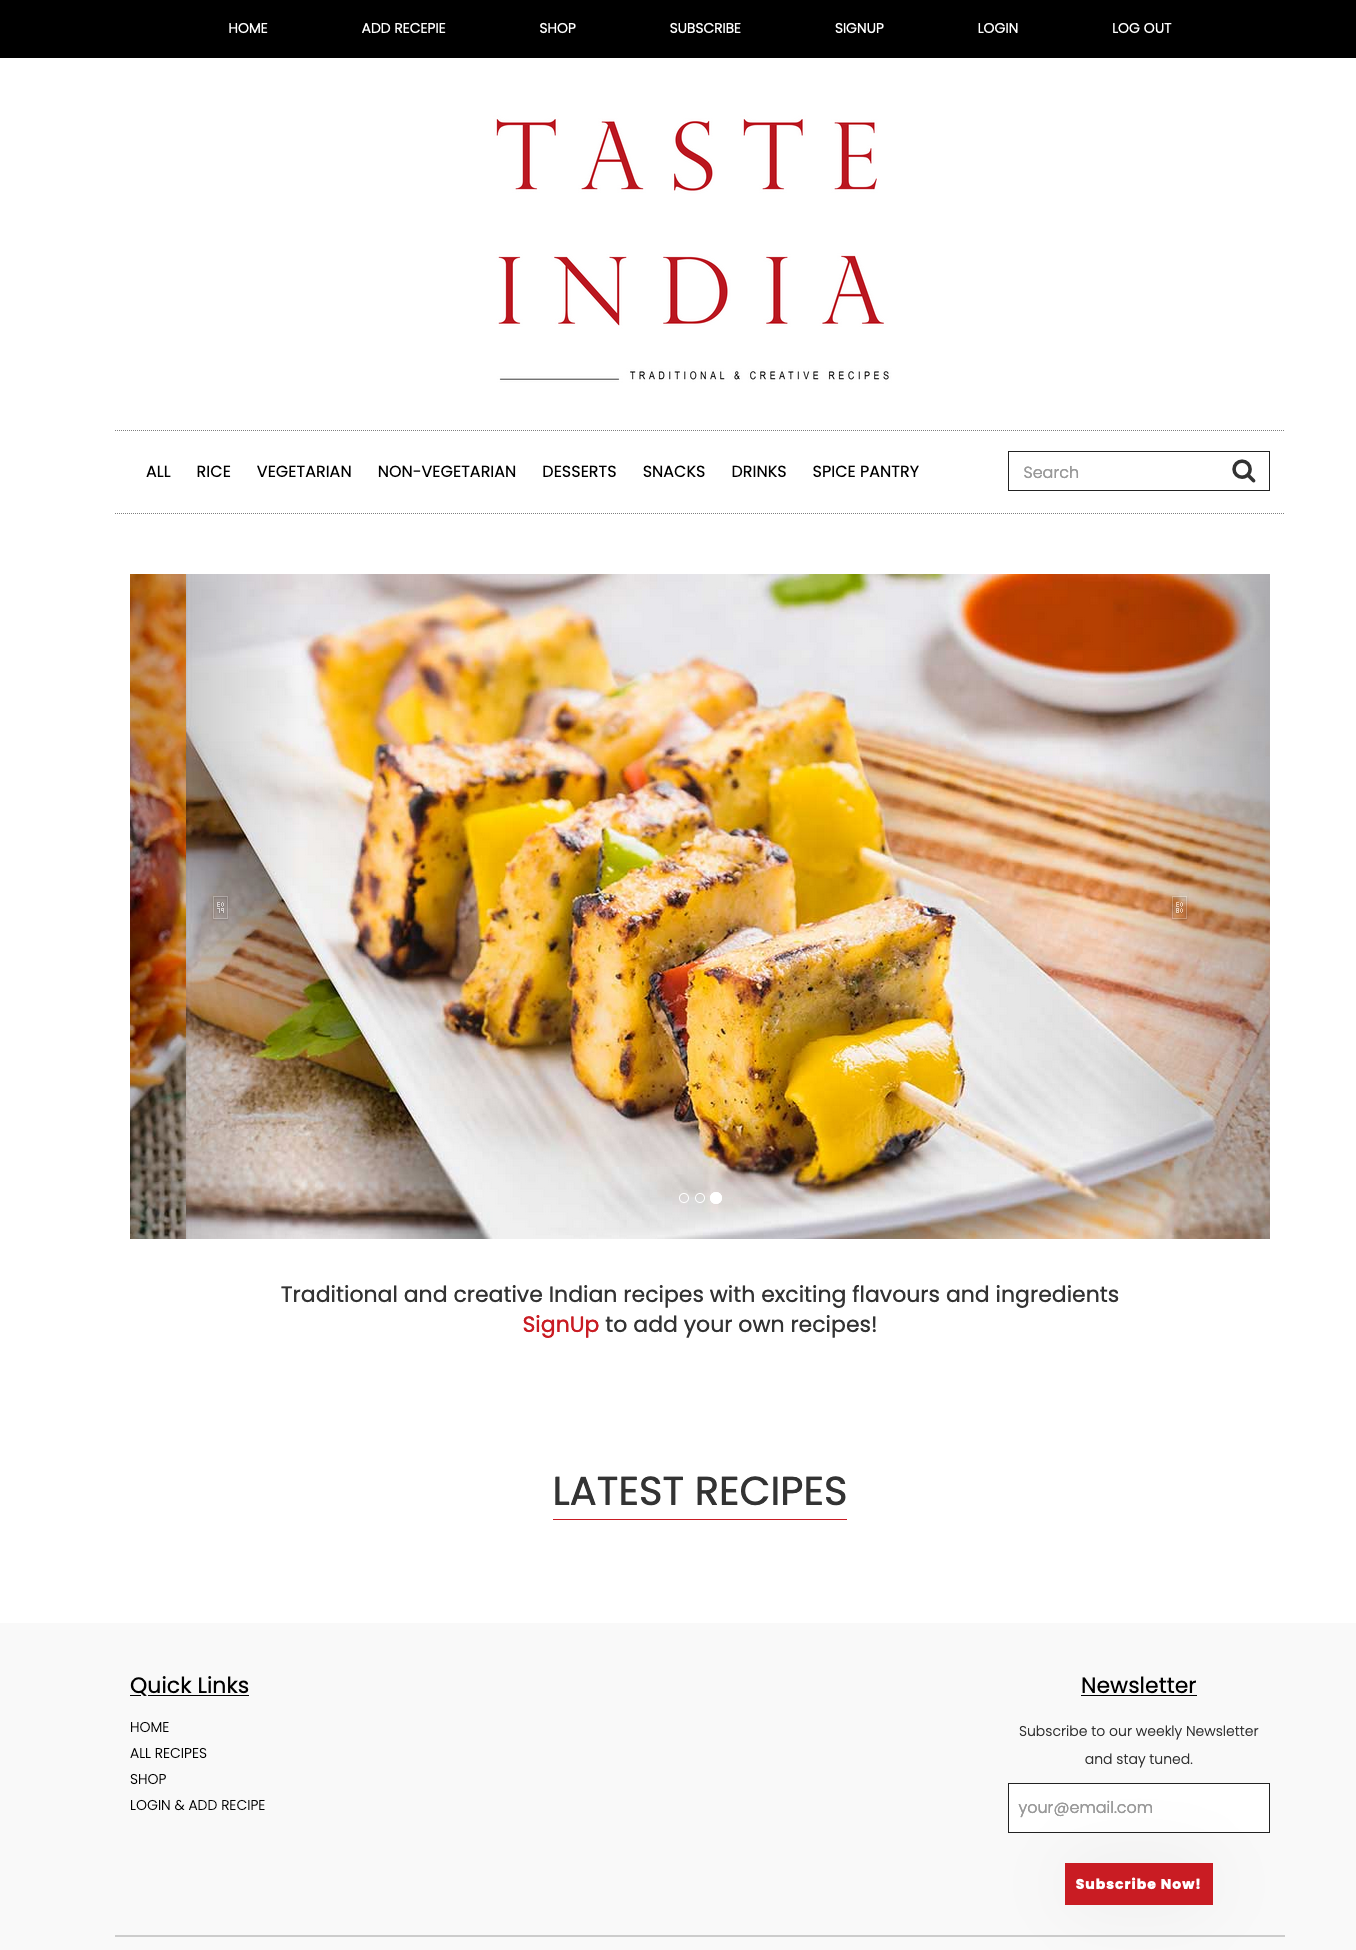 HOME ADD RECEPIE SHOP SUBSCRIBE SIGNUP LOGIN LOG OUT
TASTE
INDIA
TRADITIONAL & CREATIVE RECIPES
ALL RICE VEGETARIAN NON-VEGETARIAN DESSERTS SNACKS DRINKS SPICE PANTRY Search
Traditional and creative Indian recipes with exciting flavours and ingredients
SignUp to add your own recipes!
LATEST RECIPES
Quick Links
HOME
ALL RECIPES
SHOP
LOGIN & ADD RECIPE
Newsletter
Subscribe to our weekly Newsletter
and stay tuned.
your@email.com
Subscribe Now!